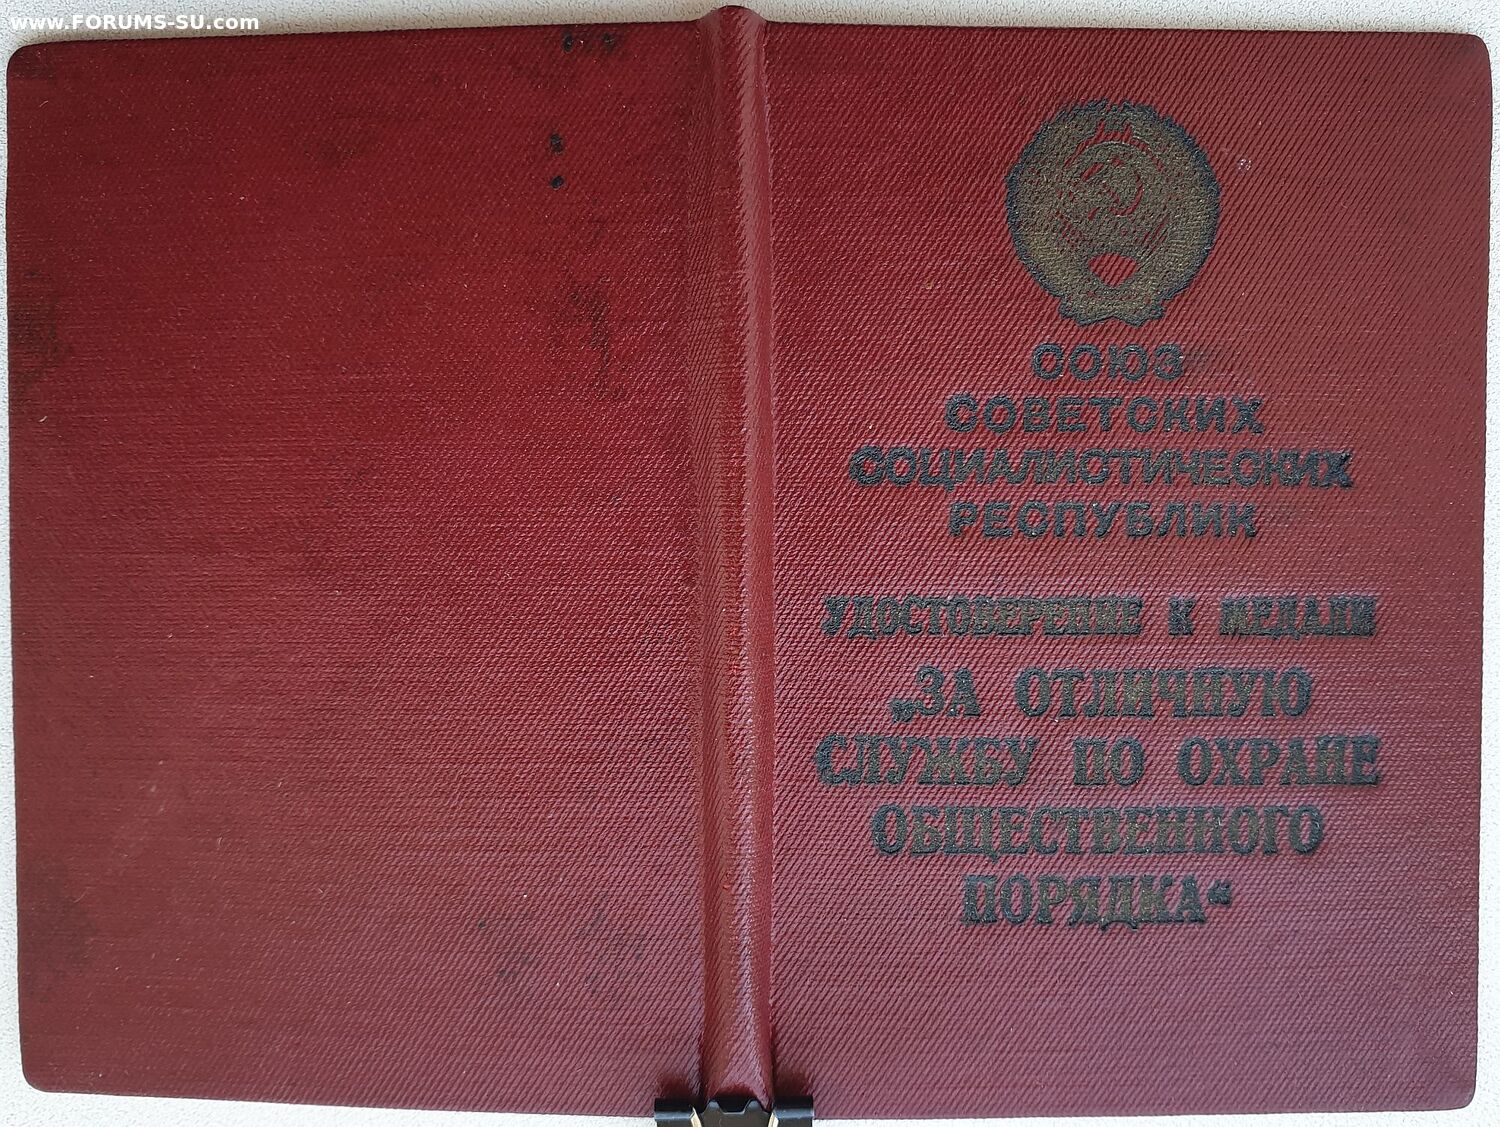 www.FORUMS-SU.com
СОЮЗ
СОВЕТСКИХ
СОЦИАЛИСТИЧЕСКИХ
РЕСПУБЛИК
УДОСТОВЕРЕНИЕ К МЕДАЛИ
„ЗА ОТЛИЧНУЮ
СЛУЖБУ ПО ОХРАНЕ
ОБЩЕСТВЕННОГО
ПОРЯДКА“